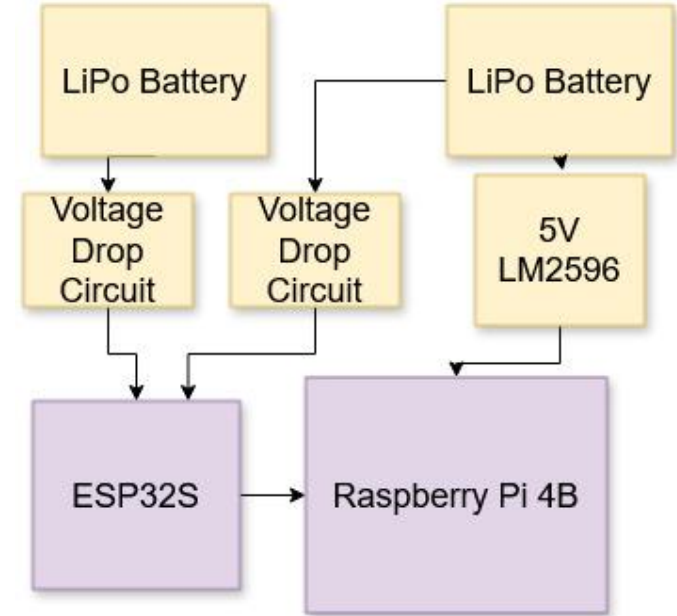 LiPo Battery
LiPo Battery
Voltage
Drop
Circuit
Voltage
Drop
Circuit
5V
LM2596
ESP32S
Raspberry Pi 4B